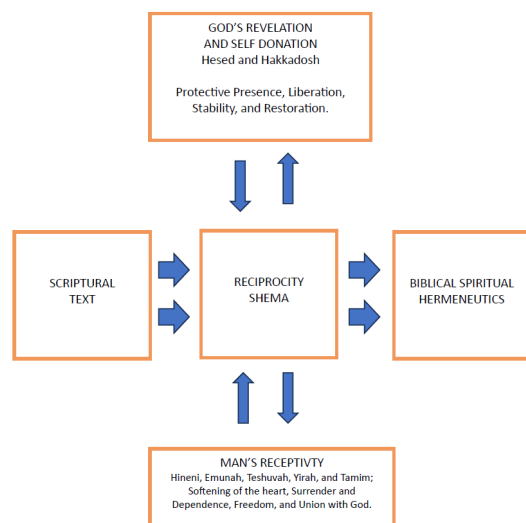 GOD'S REVELATION
AND SELF DONATION
Hesed and Hakkadosh
Protective Presence, Liberation,
Stability, and Restoration.
SCRIPTURAL
TEXT
RECIPROCITY
SHEMA
BIBLICAL SPIRITUAL
HERMENEUTICS
MAN'S RECEPTIVTY
Hineni, Emunah, Teshuvah, Yirah, and Tamim;
Softening of the heart, Surrender and
Dependence, Freedom, and Union with God.